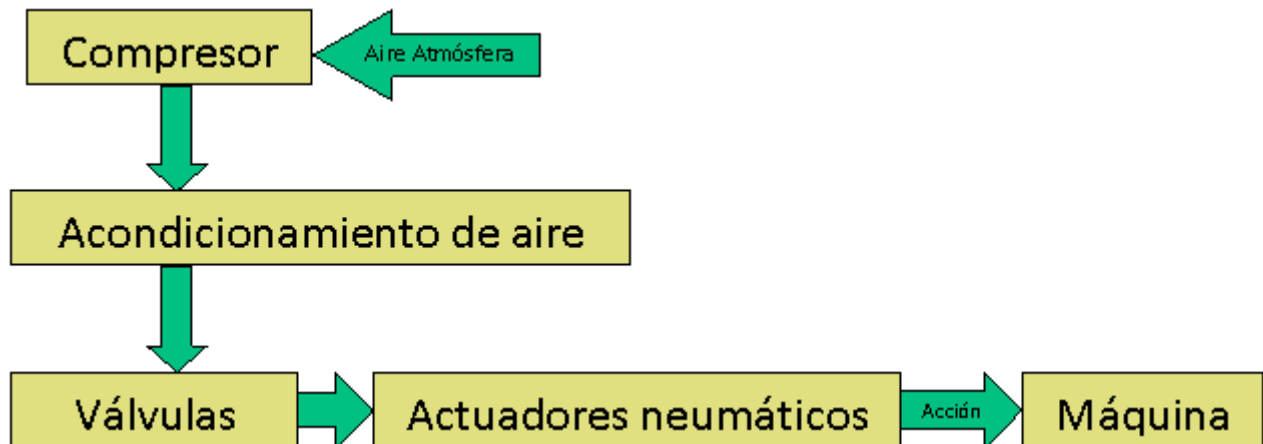 Compresor
Aire Atmósfera
Acondicionamiento de aire
Válvulas
Actuadores neumáticos
Acción
Máquina